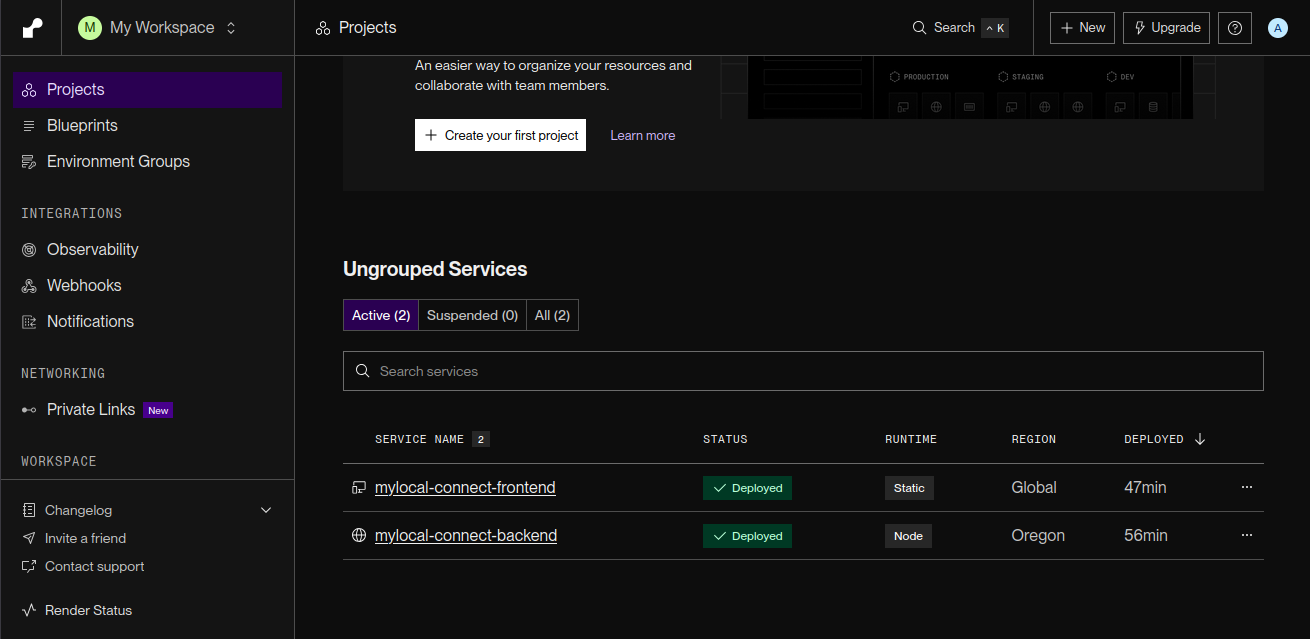 M My Workspace
Projects
Search ^ K
+ New
Upgrade
A
Projects
Blueprints
Environment Groups
INTEGRATIONS
Observability
Webhooks
Notifications
NETWORKING
Private Links New
WORKSPACE
Changelog
Invite a friend
Contact support
Render Status
An easier way to organize your resources and
collaborate with team members.
+ Create your first project Learn more
PRODUCTION STAGING DEV
Ungrouped Services
Active (2) Suspended (0) All (2)
Search services
SERVICE NAME 2 STATUS RUNTIME REGION DEPLOYED ↓
mylocal-connect-frontend ✓ Deployed Static Global 47min ...
mylocal-connect-backend ✓ Deployed Node Oregon 56min ...